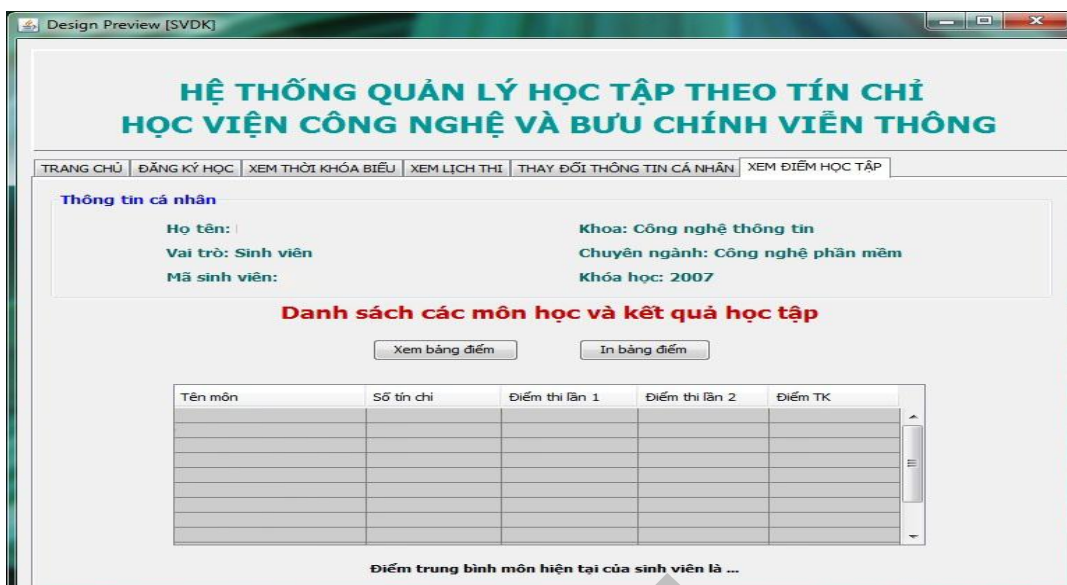 Design Preview [SVDK]
HỆ THỐNG QUẢN LÝ HỌC TẬP THEO TÍN CHỈ
HỌC VIỆN CÔNG NGHỆ VÀ BƯU CHÍNH VIỄN THÔNG
TRANG CHỦ ĐĂNG KÝ HỌC XEM THỜI KHÓA BIỂU XEM LỊCH THI THAY ĐỔI THÔNG TIN CÁ NHÂN XEM ĐIỂM HỌC TẬP
Thông tin cá nhân
Họ tên: Khoa: Công nghệ thông tin
Vai trò: Sinh viên Chuyên ngành: Công nghệ phần mềm
Mã sinh viên: Khóa học: 2007
Danh sách các môn học và kết quả học tập
Xem bảng điểm In bảng điểm
Tên môn Số tín chỉ Điểm thi lần 1 Điểm thi lần 2 Điểm TK
Điểm trung bình môn hiện tại của sinh viên là ...